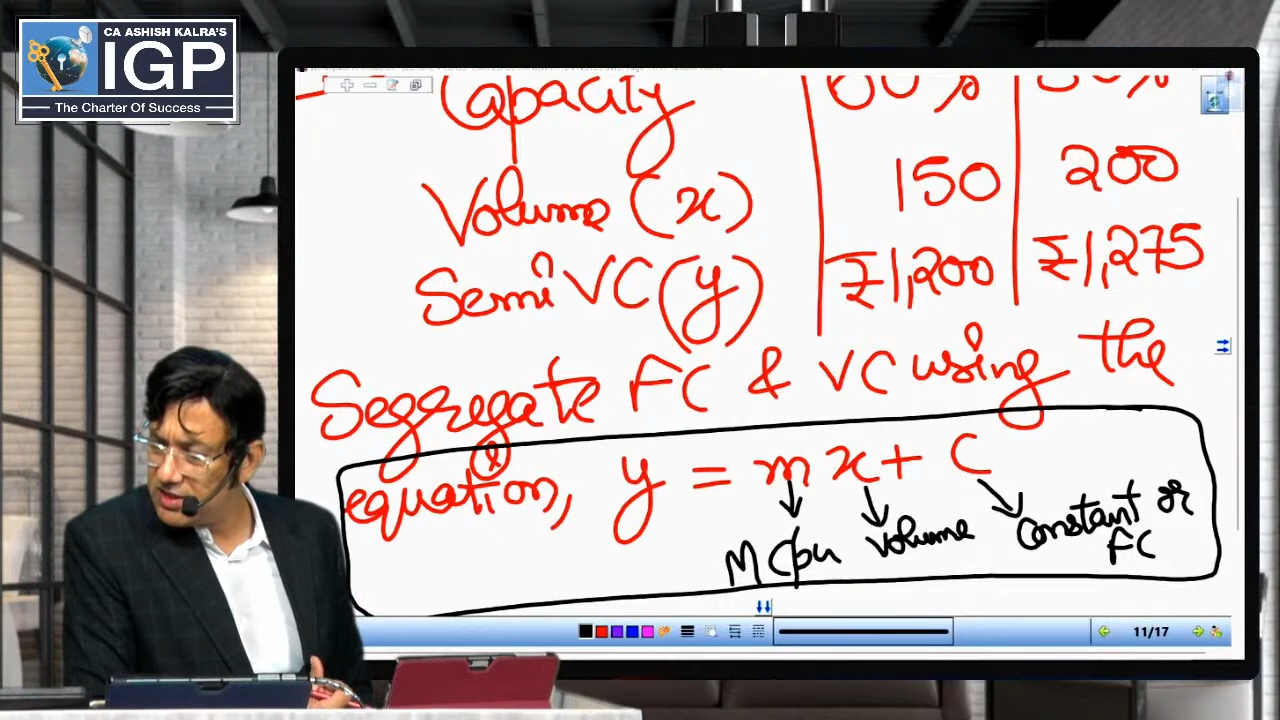 CA ASHISH KALRA'S
IGP
The Charter Of Success
Capacity
Volume (x) 150 200
Semi VC (y) ₹1,200 ₹1,275
Segregate FC & VC using the
equation, y = mx + C
MCpu volume constant or
FC
11/17